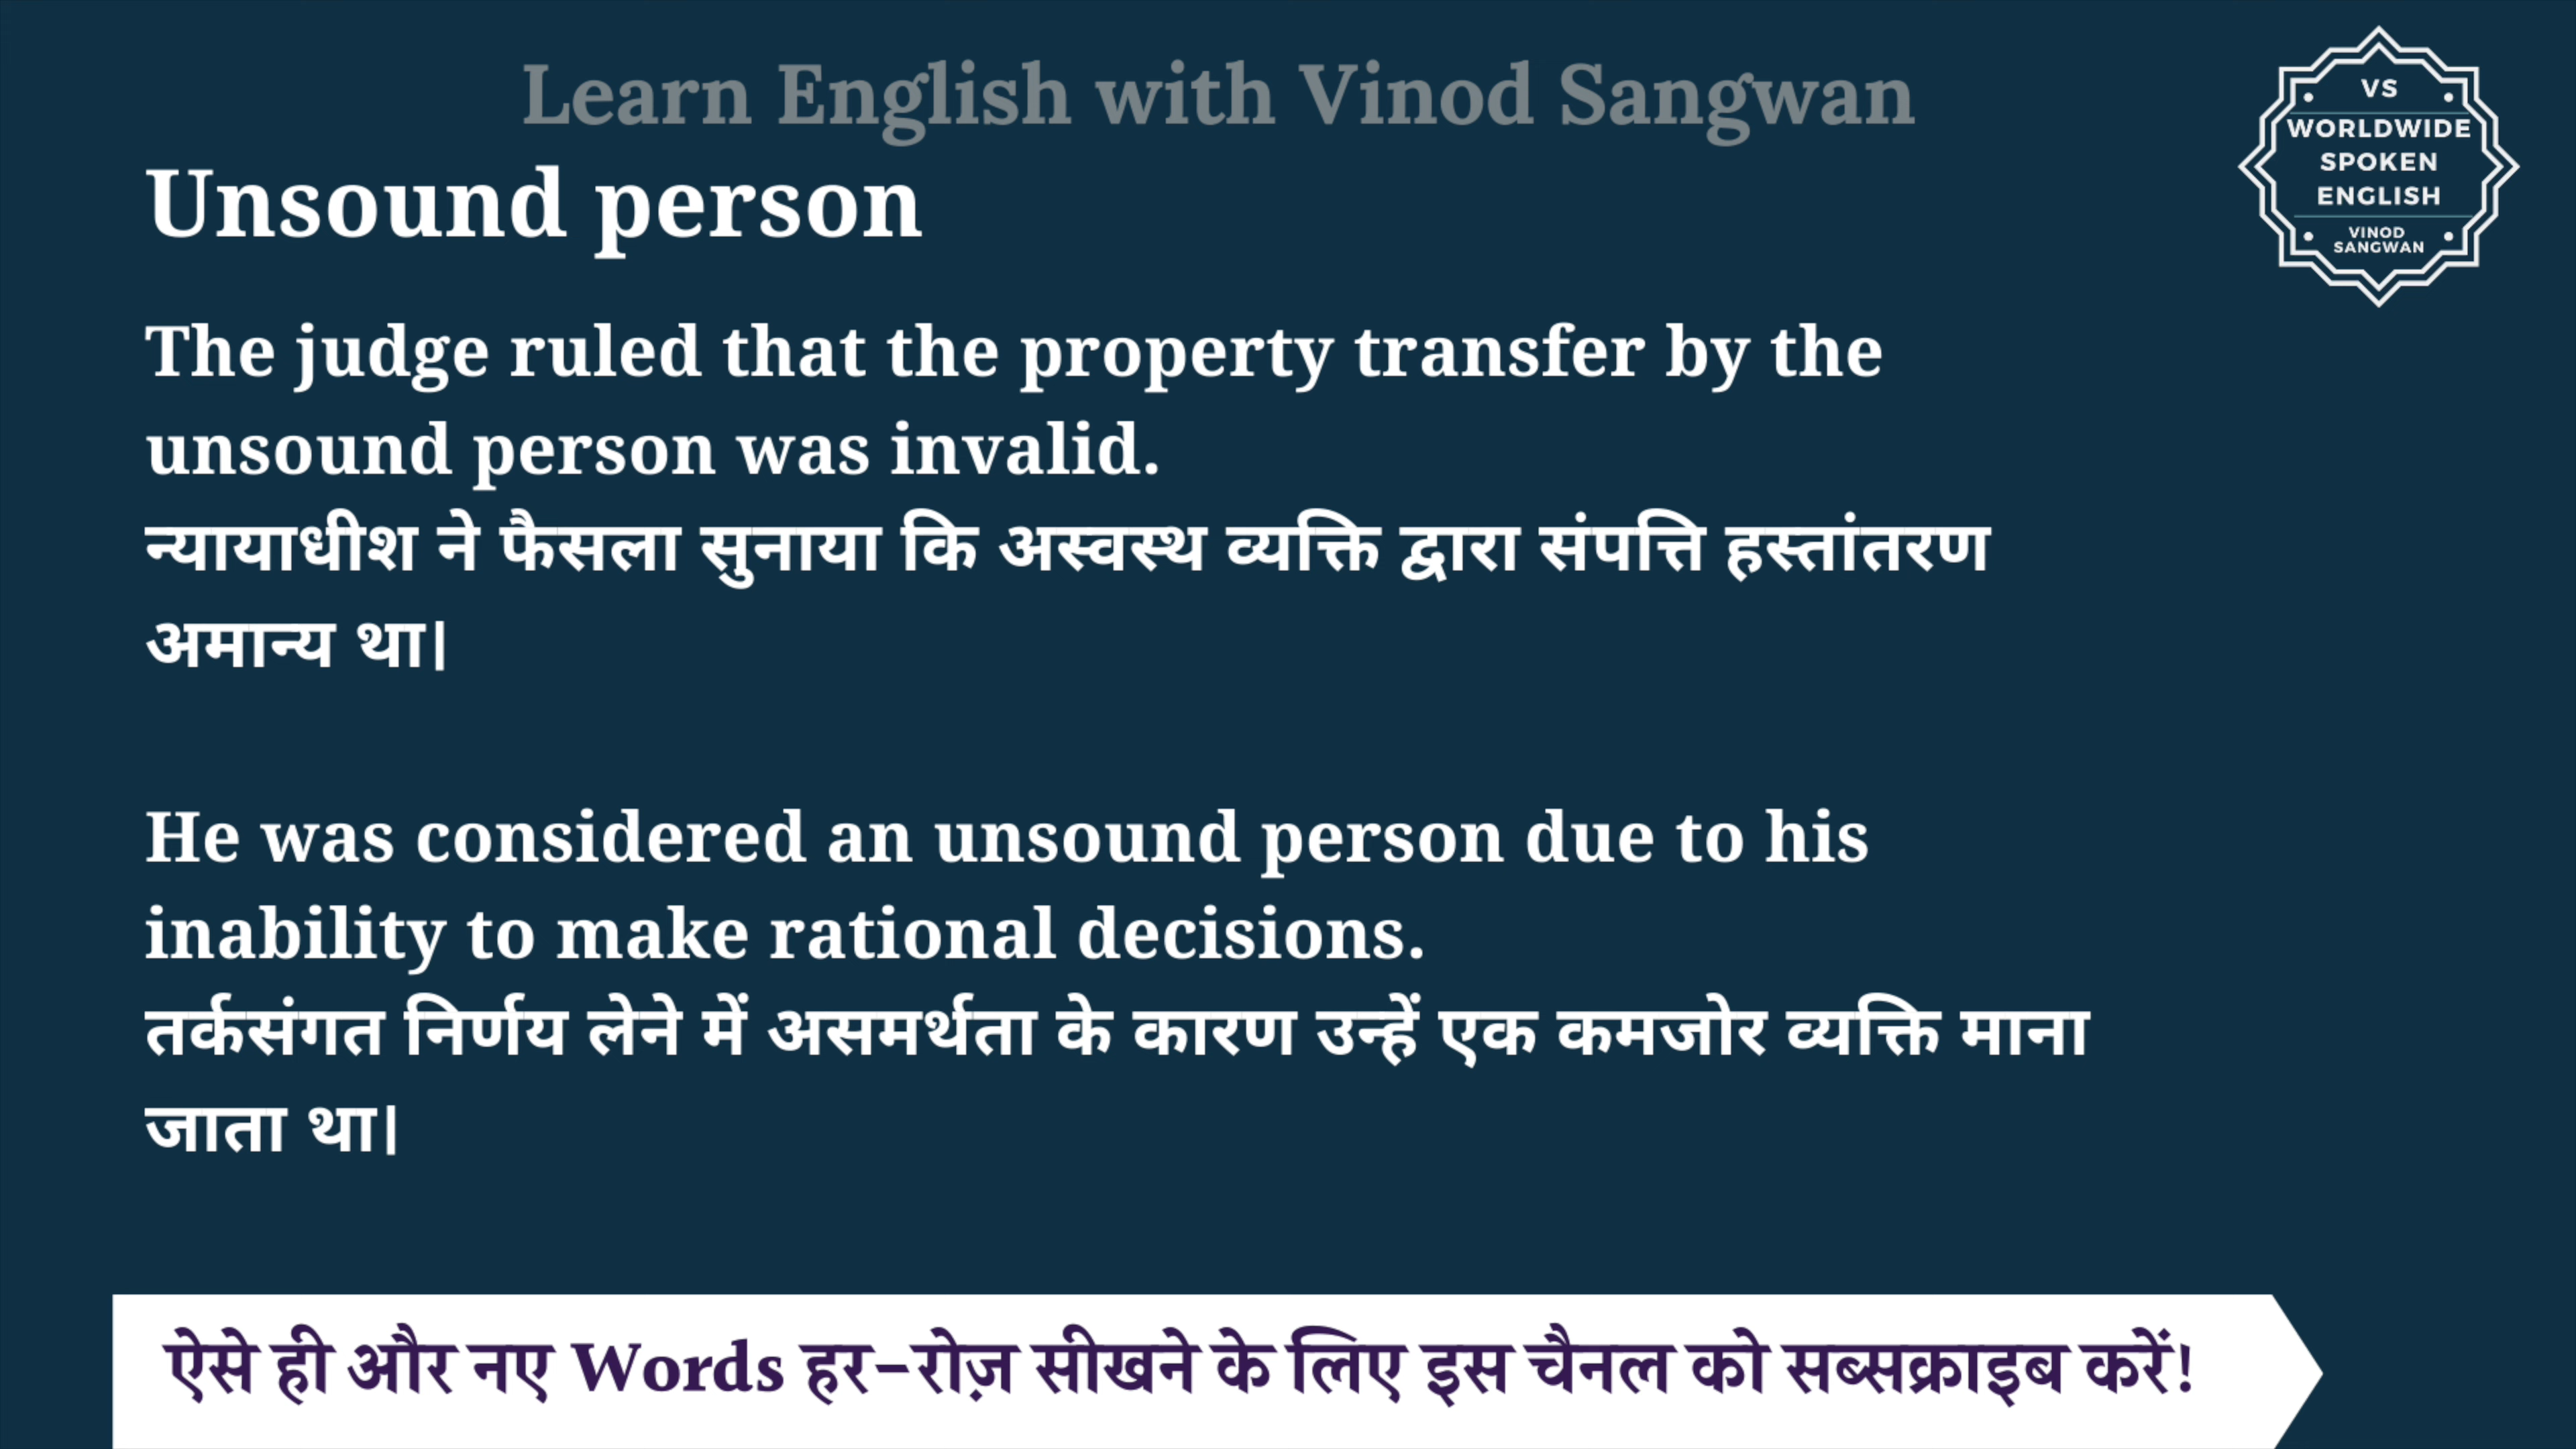 Learn English with Vinod Sangwan
VS
WORLDWIDE
SPOKEN
ENGLISH
VINOD
SANGWAN
Unsound person
The judge ruled that the property transfer by the
unsound person was invalid.
न्यायाधीश ने फैसला सुनाया कि अस्वस्थ व्यक्ति द्वारा संपत्ति हस्तांतरण
अमान्य था।
He was considered an unsound person due to his
inability to make rational decisions.
तर्कसंगत निर्णय लेने में असमर्थता के कारण उन्हें एक कमजोर व्यक्ति माना
जाता था।
ऐसे ही और नए Words हर-रोज़ सीखने के लिए इस चैनल को सब्सक्राइब करें!